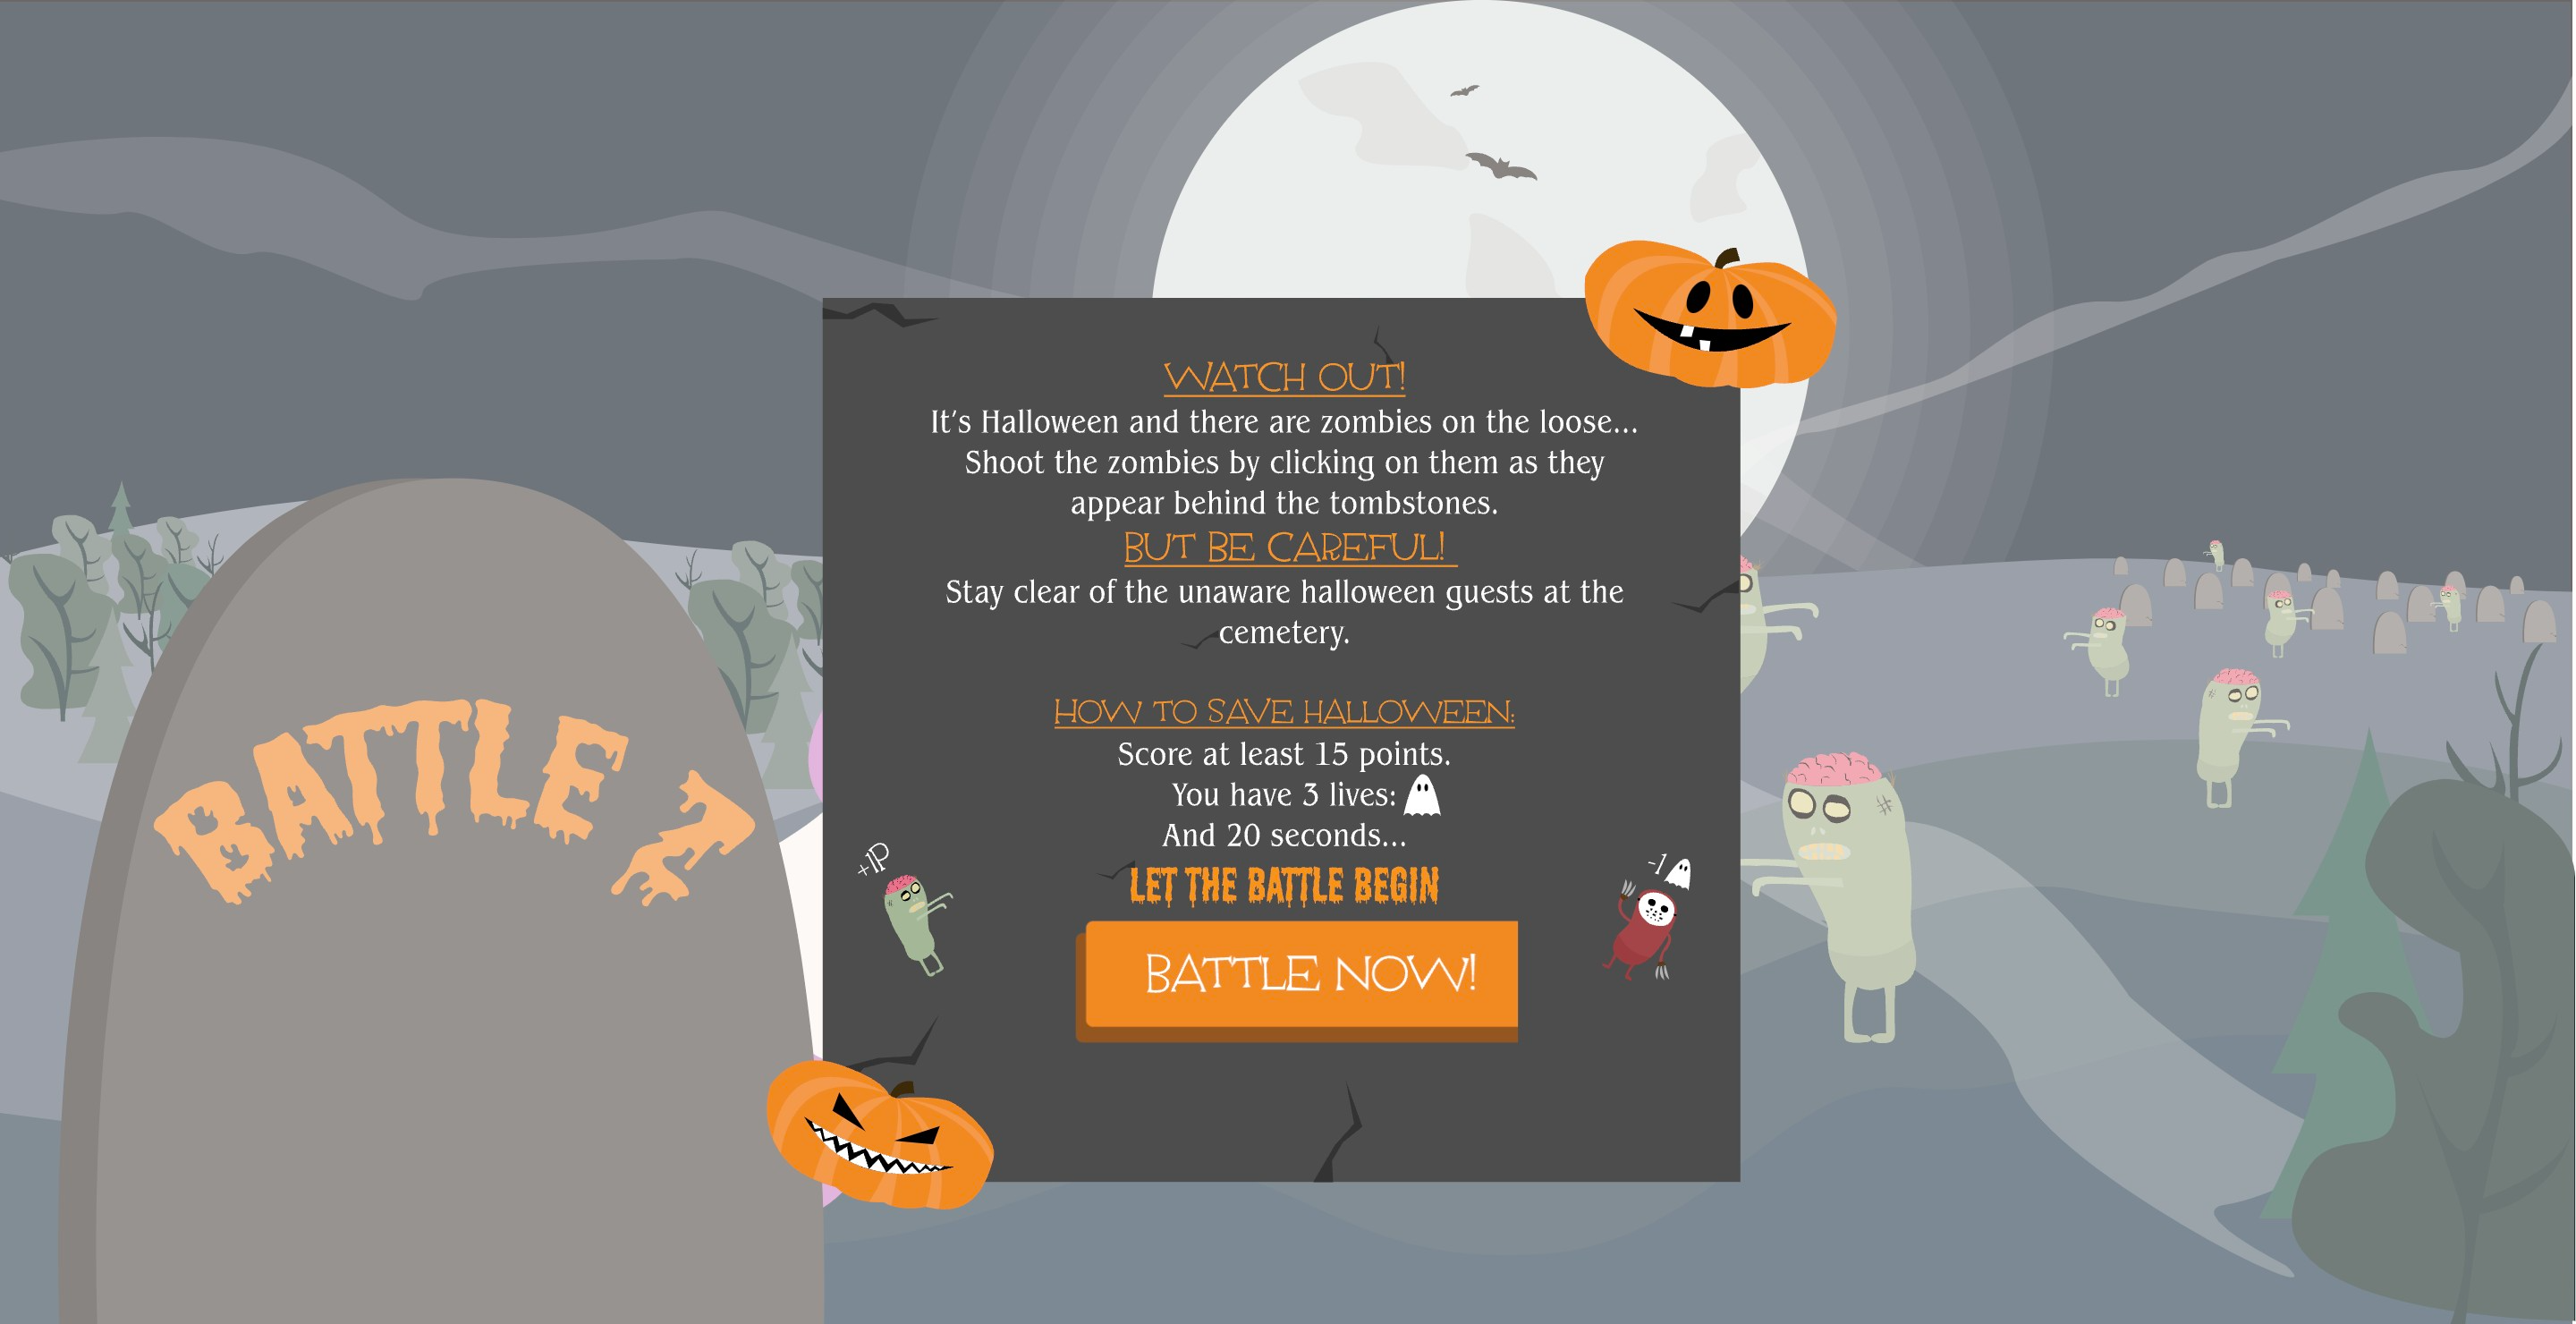 WATCH OUT!
It's Halloween and there are zombies on the loose...
Shoot the zombies by clicking on them as they
appear behind the tombstones.
BUT BE CAREFUL!
Stay clear of the unaware halloween guests at the
cemetery.
HOW TO SAVE HALLOWEEN:
Score at least 15 points.
You have 3 lives:
And 20 seconds...
LET THE BATTLE BEGIN
BATTLE NOW!
+1P
-1
BATTLE Z